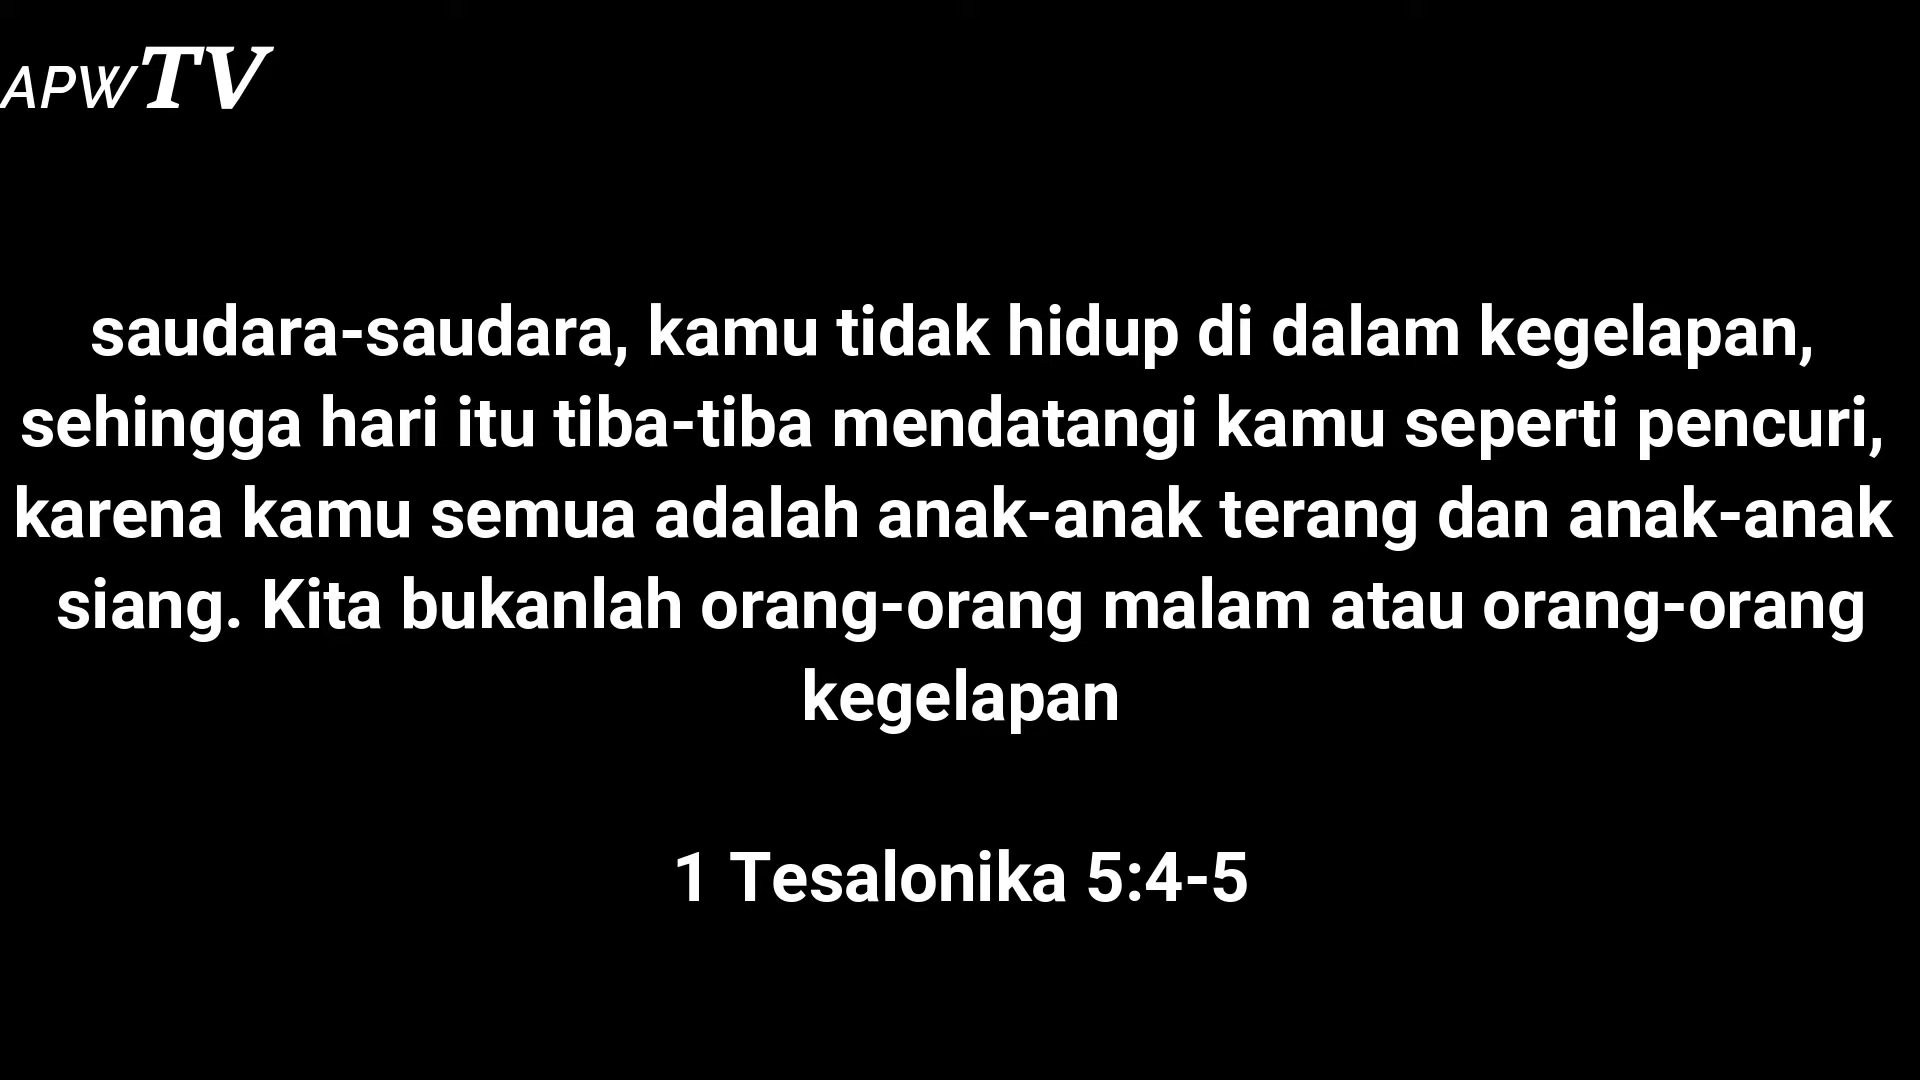 APWTV
saudara-saudara, kamu tidak hidup di dalam kegelapan,
sehingga hari itu tiba-tiba mendatangi kamu seperti pencuri,
karena kamu semua adalah anak-anak terang dan anak-anak
siang. Kita bukanlah orang-orang malam atau orang-orang
kegelapan
1 Tesalonika 5:4-5